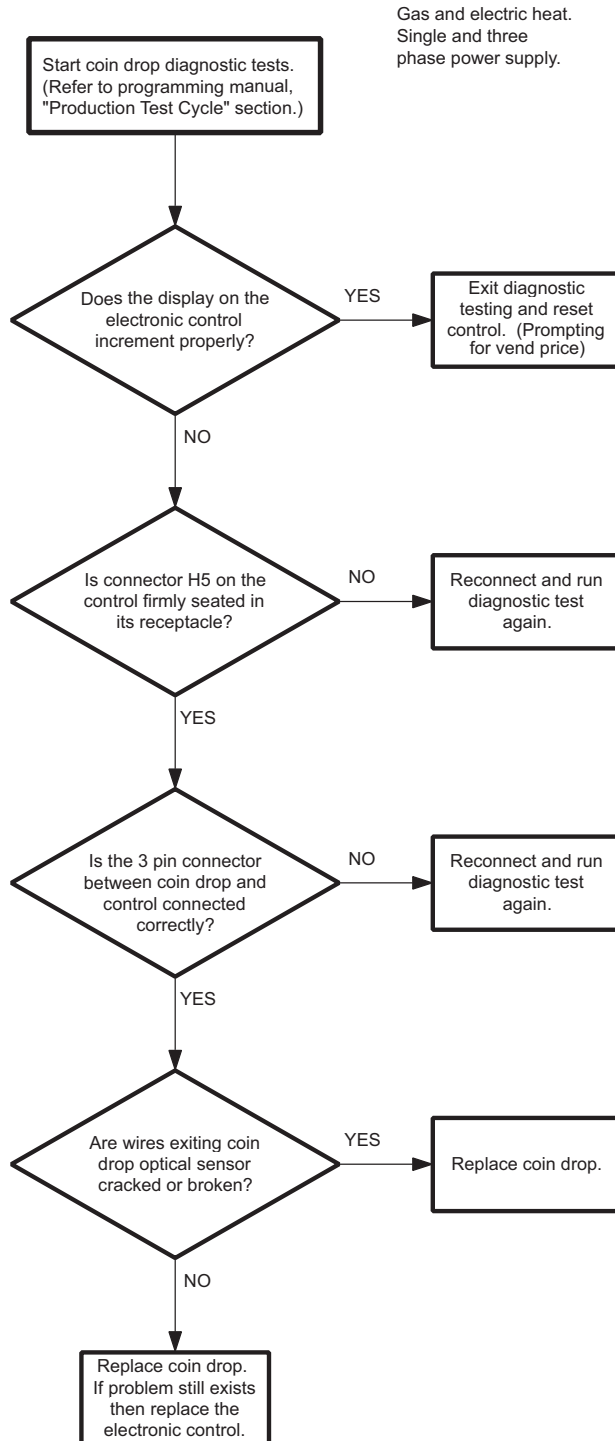 Gas and electric heat.
Single and three
phase power supply.
Start coin drop diagnostic tests.
(Refer to programming manual,
"Production Test Cycle" section.)
Does the display on the
electronic control
increment properly?
YES
Exit diagnostic
testing and reset
control. (Prompting
for vend price)
NO
Is connector H5 on the
control firmly seated in
its receptacle?
NO
Reconnect and run
diagnostic test
again.
YES
Is the 3 pin connector
between coin drop and
control connected
correctly?
NO
Reconnect and run
diagnostic test
again.
YES
Are wires exiting coin
drop optical sensor
cracked or broken?
YES
Replace coin drop.
NO
Replace coin drop.
If problem still exists
then replace the
electronic control.